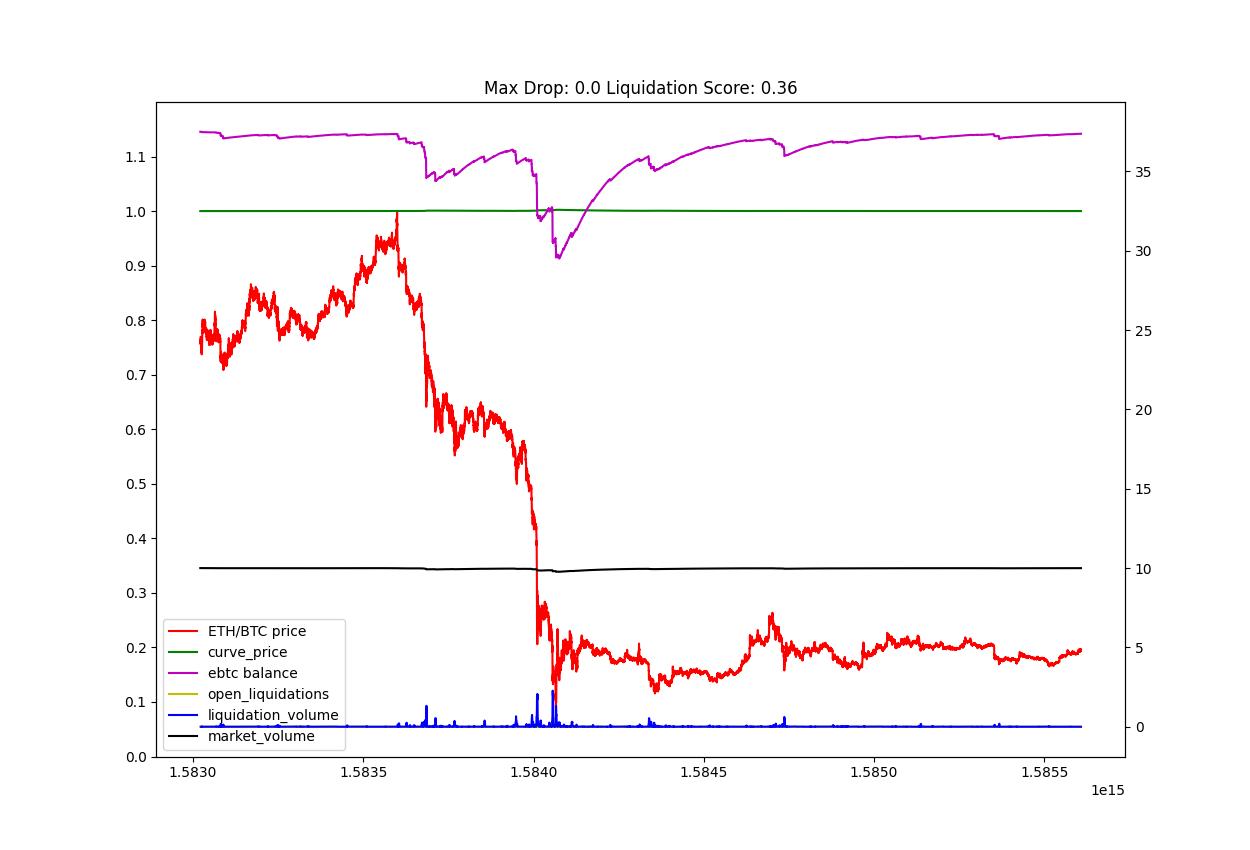 Max Drop: 0.0 Liquidation Score: 0.36
1.1
1.0
0.9
0.8
0.7
0.6
0.5
0.4
0.3
0.2
0.1
0.0
35
30
25
20
15
10
5
0
ETH/BTC price
curve_price
ebtc balance
open_liquidations
liquidation_volume
market_volume
1.5830 1.5835 1.5840 1.5845 1.5850 1.5855
1e15